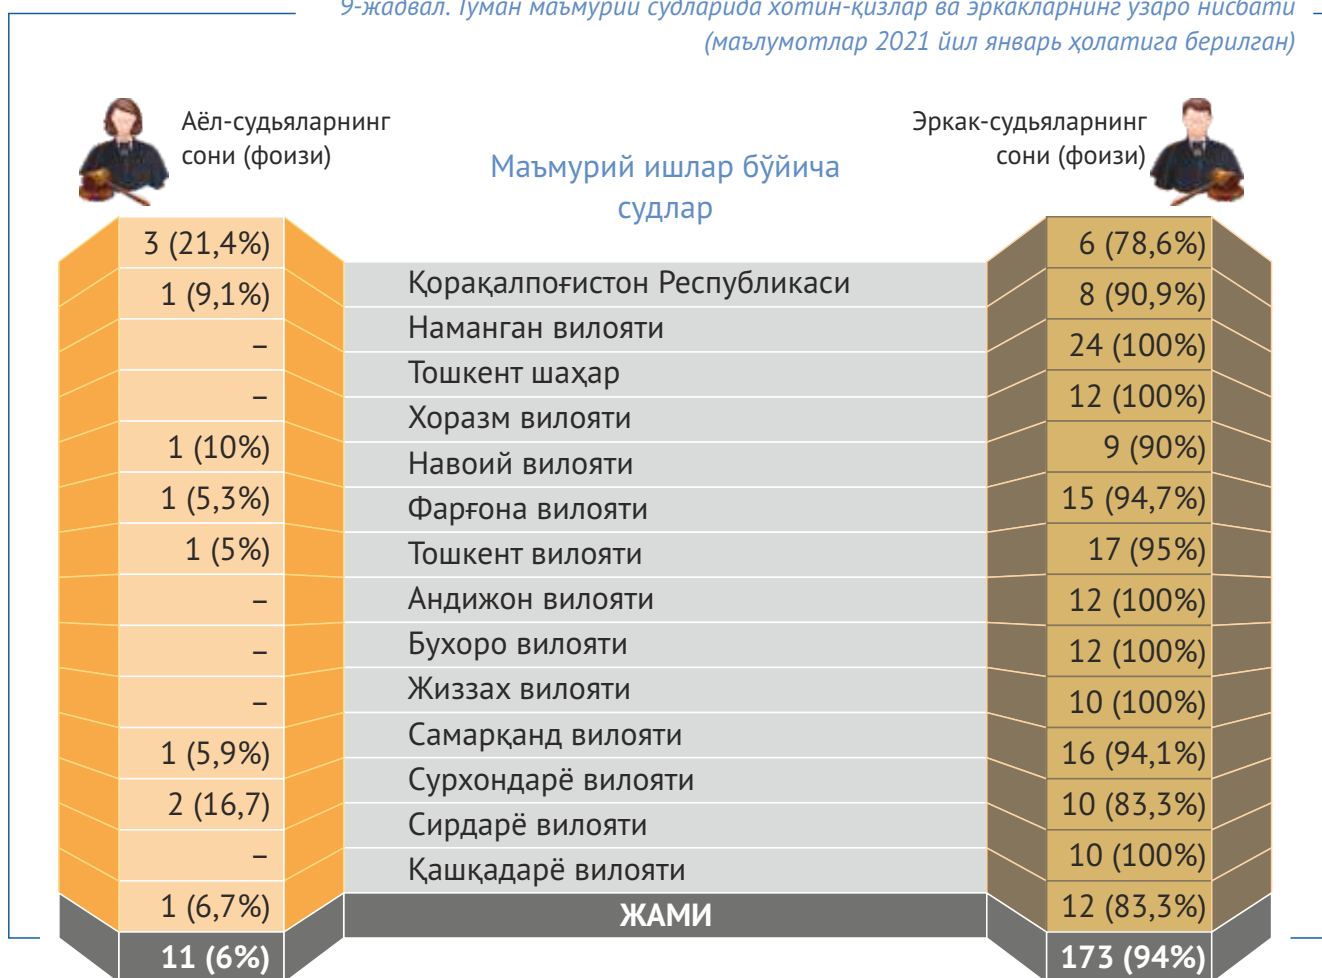 9-жадвал. Туман маъмурий судларида хотин-қизлар ва эркакларнинг ўзаро нисбати
(маълумотлар 2021 йил январь ҳолатига берилган)
Аёл-судьяларнинг
сони (фоизи)
Маъмурий ишлар бўйича
судлар
Эркак-судьяларнинг
сони (фоизи)
3 (21,4%) Қорақалпоғистон Республикаси 6 (78,6%)
1 (9,1%) Наманган вилояти 8 (90,9%)
– Тошкент шаҳар 24 (100%)
– Хоразм вилояти 12 (100%)
1 (10%) Навоий вилояти 9 (90%)
1 (5,3%) Фарғона вилояти 15 (94,7%)
1 (5%) Тошкент вилояти 17 (95%)
– Андижон вилояти 12 (100%)
– Бухоро вилояти 12 (100%)
– Жиззах вилояти 10 (100%)
1 (5,9%) Самарқанд вилояти 16 (94,1%)
2 (16,7) Сурхондарё вилояти 10 (83,3%)
– Сирдарё вилояти 10 (100%)
1 (6,7%) Қашқадарё вилояти 12 (83,3%)
11 (6%) ЖАМИ 173 (94%)